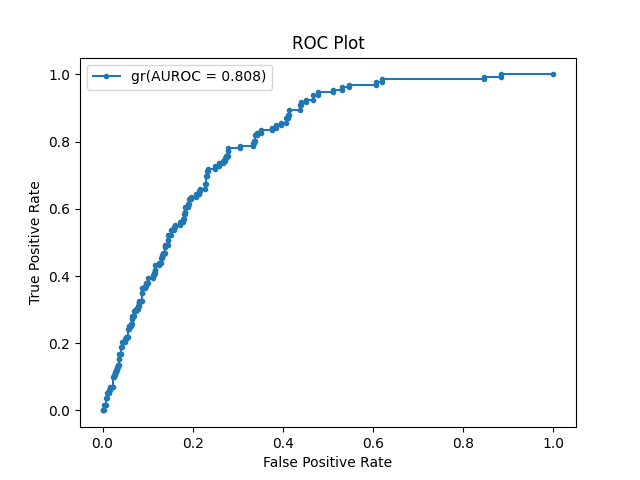 ROC Plot
gr(AUROC = 0.808)
True Positive Rate
1.0
0.8
0.6
0.4
0.2
0.0
0.0 0.2 0.4 0.6 0.8 1.0
False Positive Rate